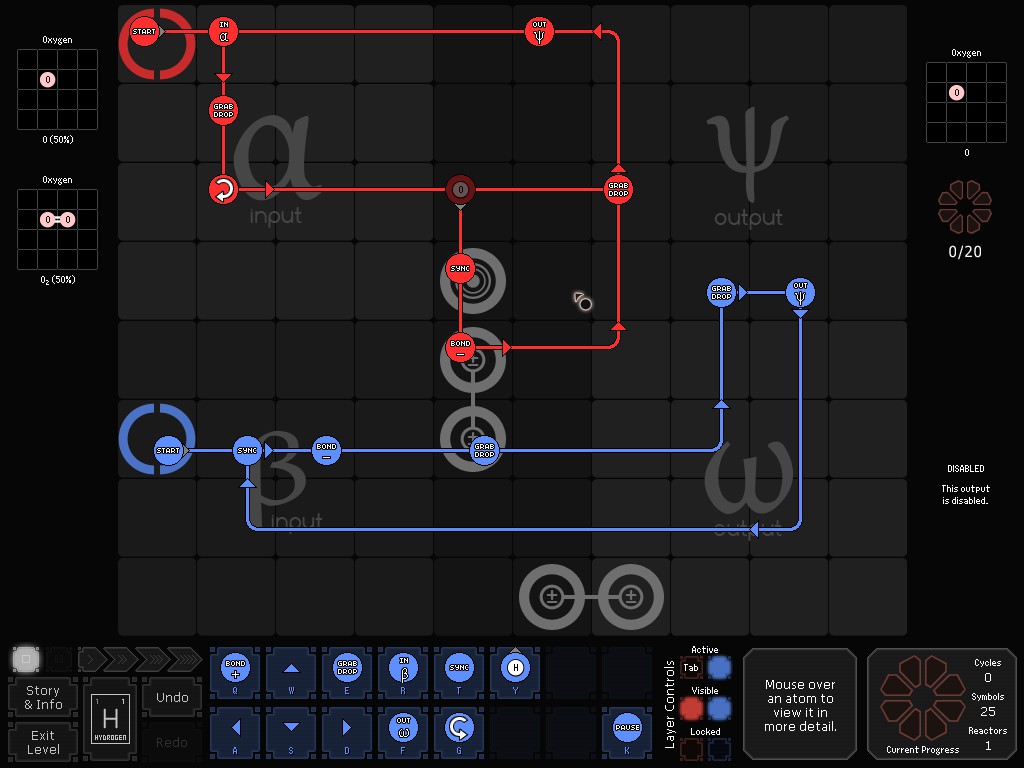 Oxygen
O
O (50%)
Oxygen
O=O
O₂ (50%)
START
IN
α
OUT
ψ
GRAB
DROP
α
input
O
GRAB
DROP
ψ
output
SYNC
BOND
−
±
GRAB
DROP
OUT
ψ
START
SYNC
BOND
−
±
GRAB
DROP
β
input
ω
output
±
±
Oxygen
O
O
0/20
DISABLED
This output
is disabled.
Story
& Info
Exit
Level
1
1
H
HYDROGEN
Undo
Redo
BOND
+
Q
W
GRAB
DROP
E
IN
β
R
SYNC
T
H
Y
A
S
D
OUT
ω
F
G
PAUSE
K
Layer Controls
Active
Tab
Visible
Locked
Mouse over
an atom to
view it in
more detail.
Cycles
0
Symbols
25
Reactors
1
Current Progress